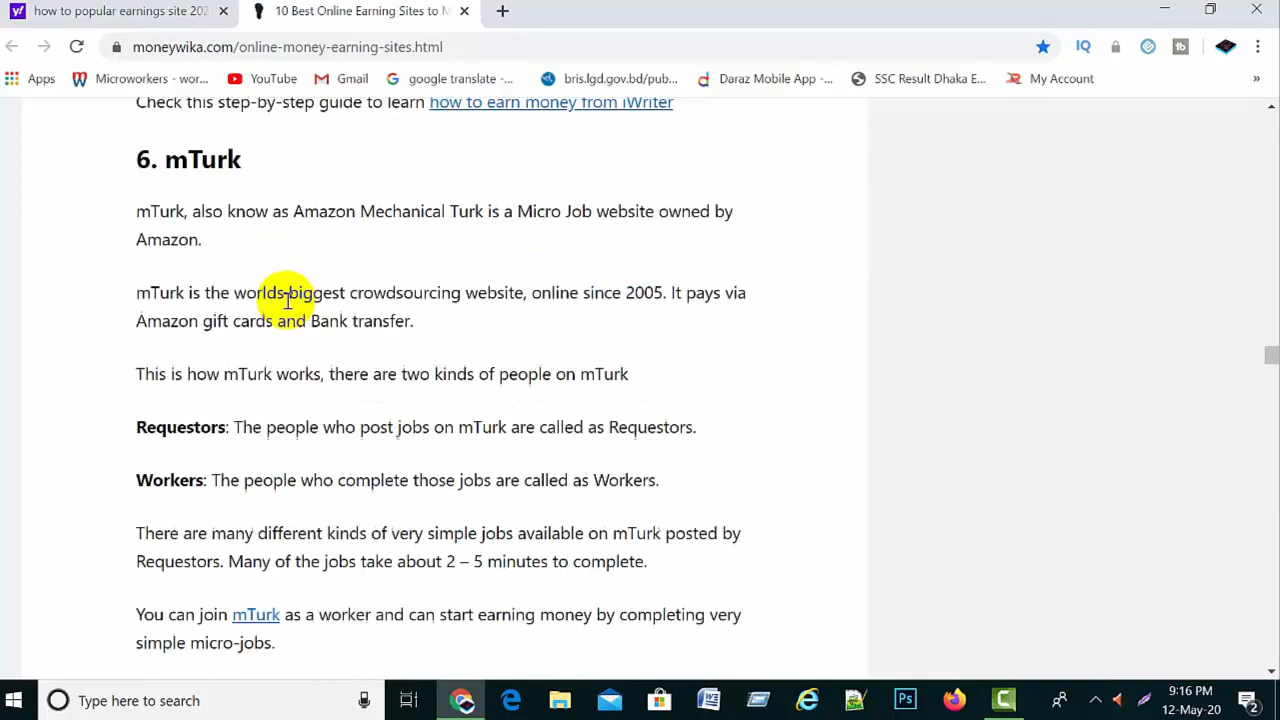 how to popular earnings site 202
10 Best Online Earning Sites to M
moneywika.com/online-money-earning-sites.html
IQ
tb
Apps
Microworkers - wor...
YouTube
Gmail
google translate -...
bris.lgd.gov.bd/pub...
Daraz Mobile App -...
SSC Result Dhaka E...
My Account
»
Check this step-by-step guide to learn how to earn money from iWriter
6. mTurk
mTurk, also know as Amazon Mechanical Turk is a Micro Job website owned by
Amazon.
mTurk is the worlds biggest crowdsourcing website, online since 2005. It pays via
Amazon gift cards and Bank transfer.
This is how mTurk works, there are two kinds of people on mTurk
Requestors: The people who post jobs on mTurk are called as Requestors.
Workers: The people who complete those jobs are called as Workers.
There are many different kinds of very simple jobs available on mTurk posted by
Requestors. Many of the jobs take about 2 – 5 minutes to complete.
You can join mTurk as a worker and can start earning money by completing very
simple micro-jobs.
Type here to search
9:16 PM
12-May-20
2